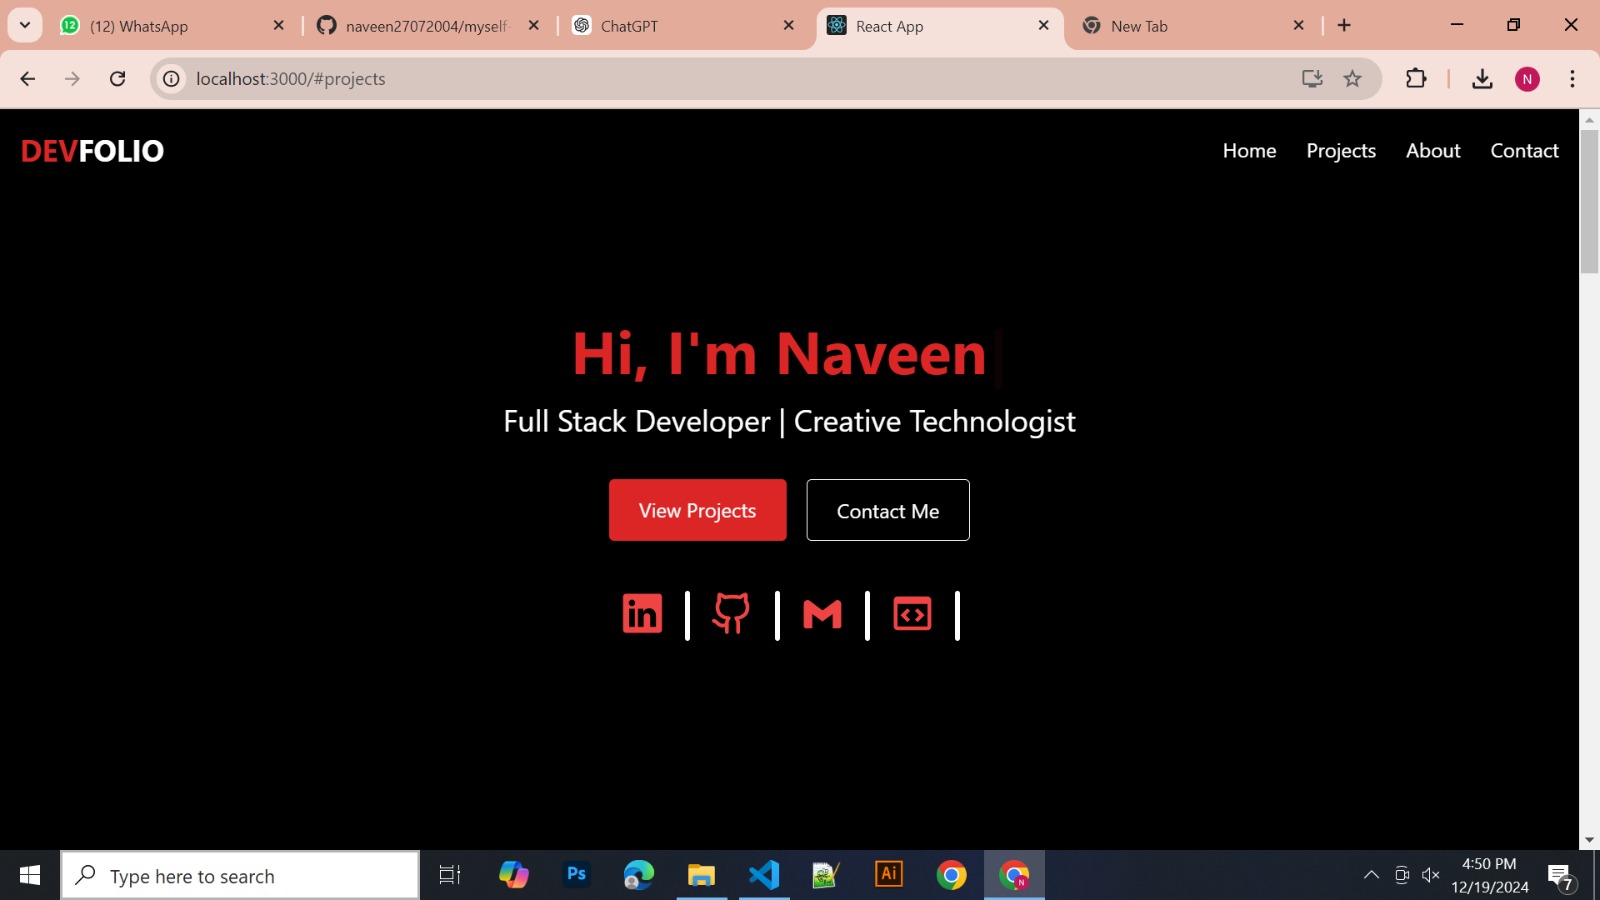 (12) WhatsApp
naveen27072004/myself-
ChatGPT
React App
New Tab
localhost:3000/#projects
N
DEVFOLIO
Home Projects About Contact
Hi, I'm Naveen
Full Stack Developer | Creative Technologist
View Projects
Contact Me
in
Type here to search
Ps
Ai
N
4:50 PM
12/19/2024
7